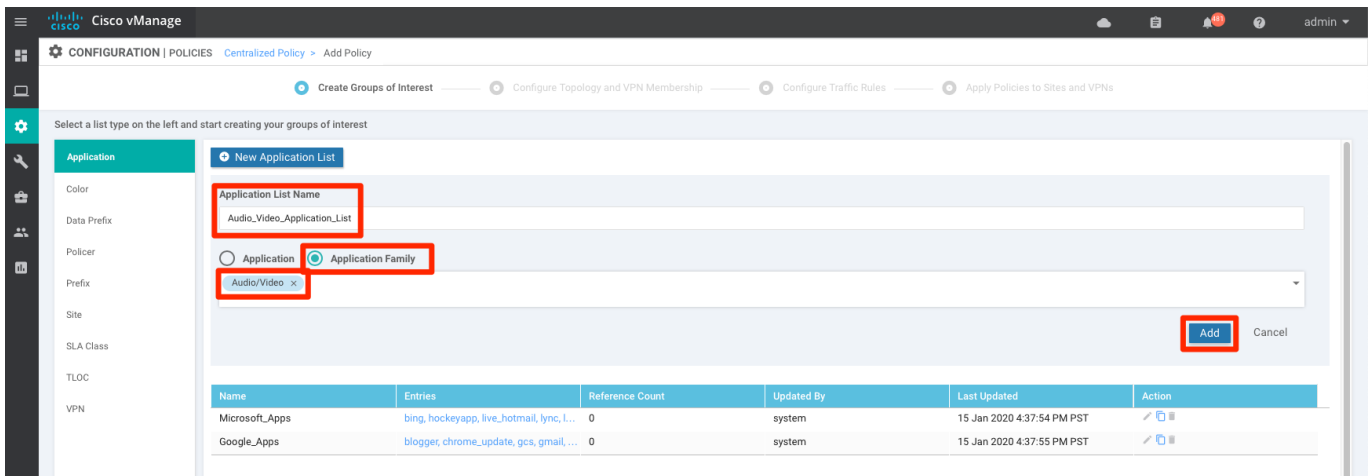 cisco Cisco vManage 481 admin
CONFIGURATION | POLICIES Centralized Policy > Add Policy
Create Groups of Interest Configure Topology and VPN Membership Configure Traffic Rules Apply Policies to Sites and VPNs
Select a list type on the left and start creating your groups of interest
Application
Color
Data Prefix
Policer
Prefix
Site
SLA Class
TLOC
VPN
New Application List
Application List Name
Audio_Video_Application_List
Application Application Family
Audio/Video ×
Add Cancel
Name Entries Reference Count Updated By Last Updated Action
Microsoft_Apps bing, hockeyapp, live_hotmail, lync, l... 0 system 15 Jan 2020 4:37:54 PM PST
Google_Apps blogger, chrome_update, gcs, gmail, ... 0 system 15 Jan 2020 4:37:55 PM PST